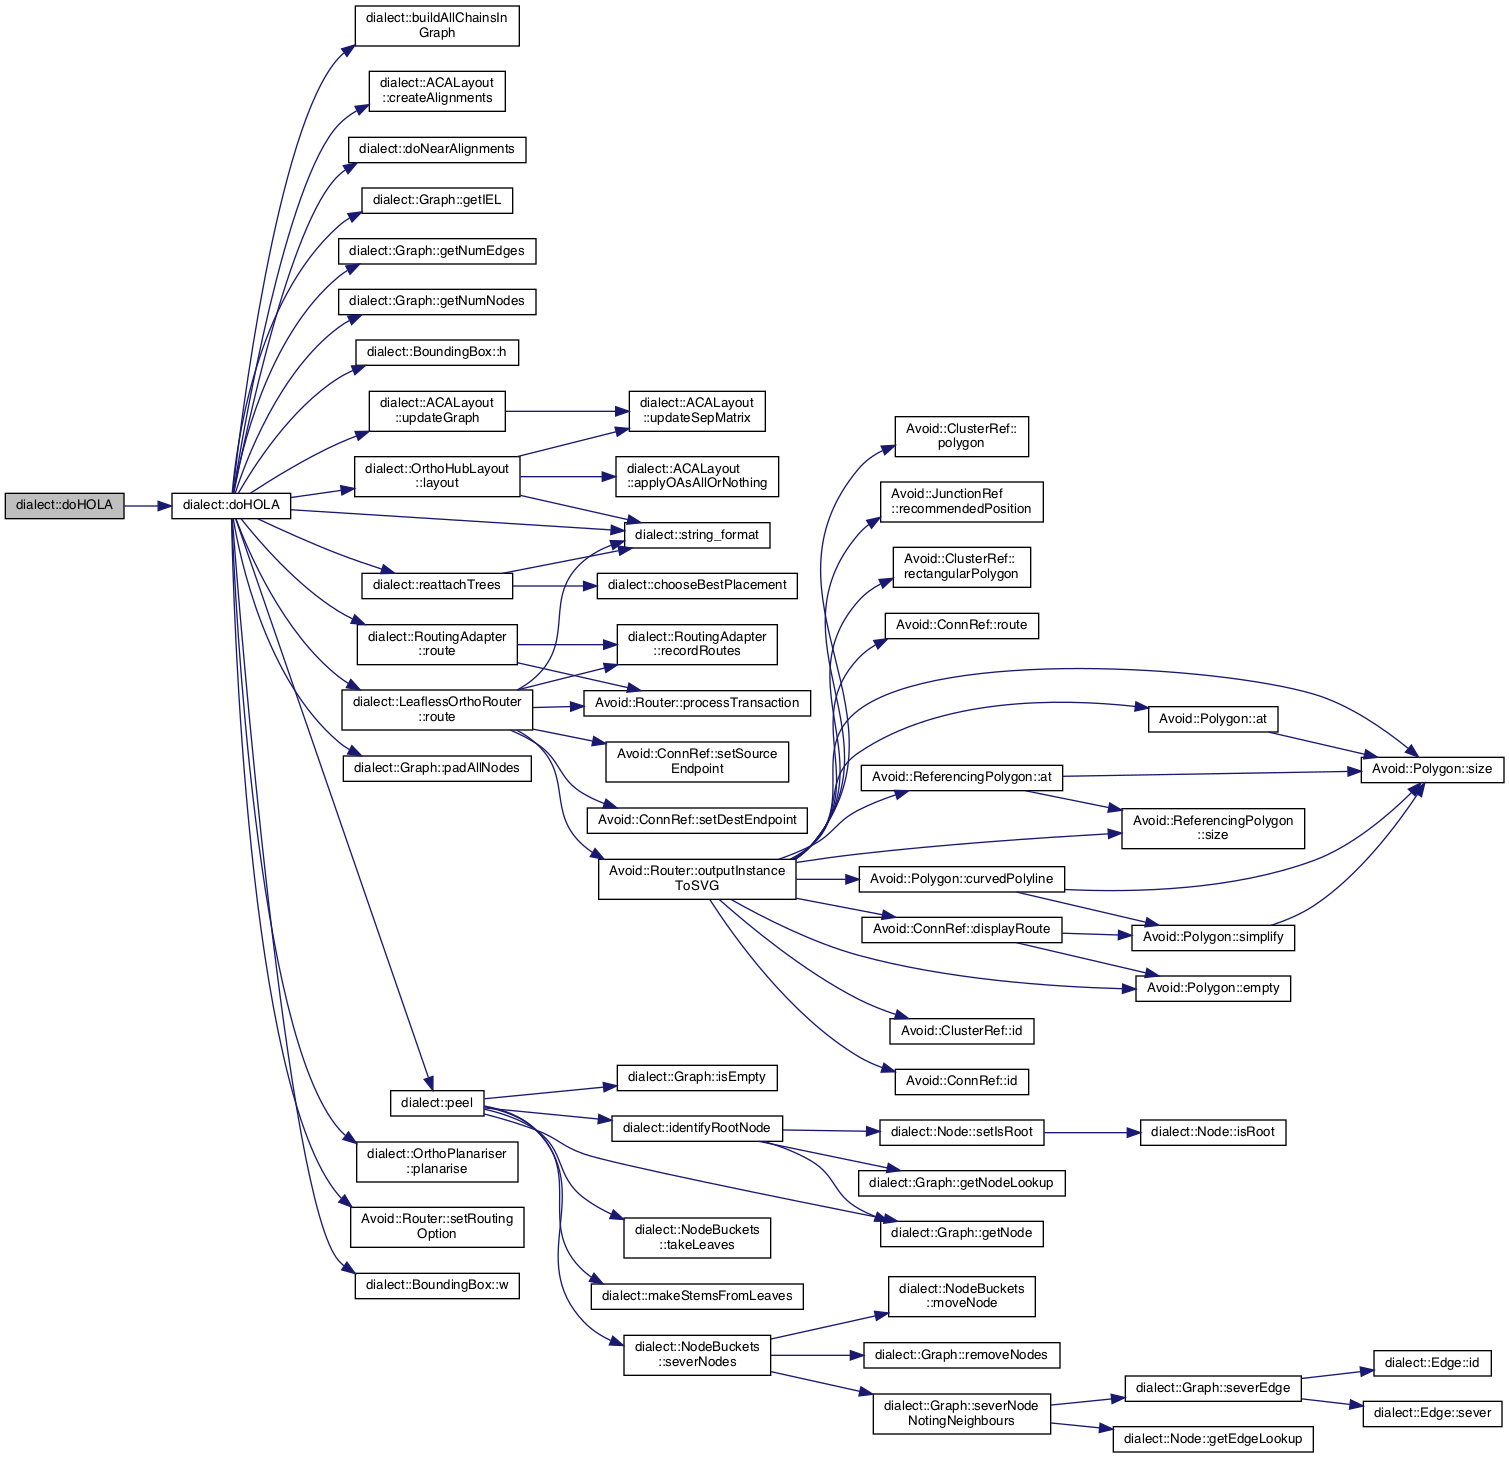 dialect::buildAllChainsIn
Graph
dialect::ACALayout
::createAlignments
dialect::doNearAlignments
dialect::Graph::getIEL
dialect::Graph::getNumEdges
dialect::Graph::getNumNodes
dialect::BoundingBox::h
dialect::ACALayout
::updateGraph
dialect::ACALayout
::updateSepMatrix
dialect::OrthoHubLayout
::layout
dialect::ACALayout
::applyOAsAllOrNothing
dialect::doHOLA
dialect::doHOLA
dialect::string_format
dialect::reattachTrees
dialect::chooseBestPlacement
dialect::RoutingAdapter
::route
dialect::RoutingAdapter
::recordRoutes
dialect::LeaflessOrthoRouter
::route
Avoid::Router::processTransaction
dialect::Graph::padAllNodes
Avoid::ConnRef::setSource
Endpoint
Avoid::ConnRef::setDestEndpoint
Avoid::Router::outputInstance
ToSVG
Avoid::ClusterRef::
polygon
Avoid::JunctionRef
::recommendedPosition
Avoid::ClusterRef::
rectangularPolygon
Avoid::ConnRef::route
Avoid::Polygon::at
Avoid::Polygon::size
Avoid::ReferencingPolygon::at
Avoid::ReferencingPolygon
::size
Avoid::Polygon::curvedPolyline
Avoid::ConnRef::displayRoute
Avoid::Polygon::simplify
Avoid::Polygon::empty
Avoid::ClusterRef::id
Avoid::ConnRef::id
dialect::peel
dialect::Graph::isEmpty
dialect::identifyRootNode
dialect::Node::setIsRoot
dialect::Node::isRoot
dialect::Graph::getNodeLookup
dialect::Graph::getNode
dialect::OrthoPlanariser
::planarise
Avoid::Router::setRouting
Option
dialect::BoundingBox::w
dialect::NodeBuckets
::takeLeaves
dialect::makeStemsFromLeaves
dialect::NodeBuckets
::severNodes
dialect::NodeBuckets
::moveNode
dialect::Graph::removeNodes
dialect::Graph::severNode
NotingNeighbours
dialect::Graph::severEdge
dialect::Node::getEdgeLookup
dialect::Edge::id
dialect::Edge::sever